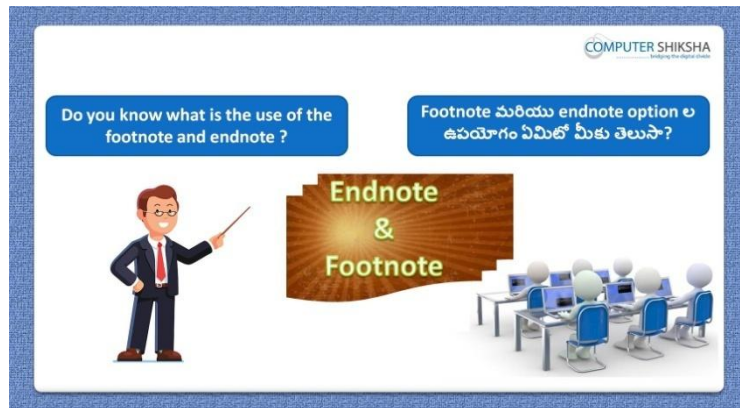 COMPUTER SHIKSHA
bridging the digital divide
Do you know what is the use of the
footnote and endnote ?
Footnote మరియు endnote option ల
ఉపయోగం ఏమిటో మీకు తెలుసా?
Endnote
&
Footnote